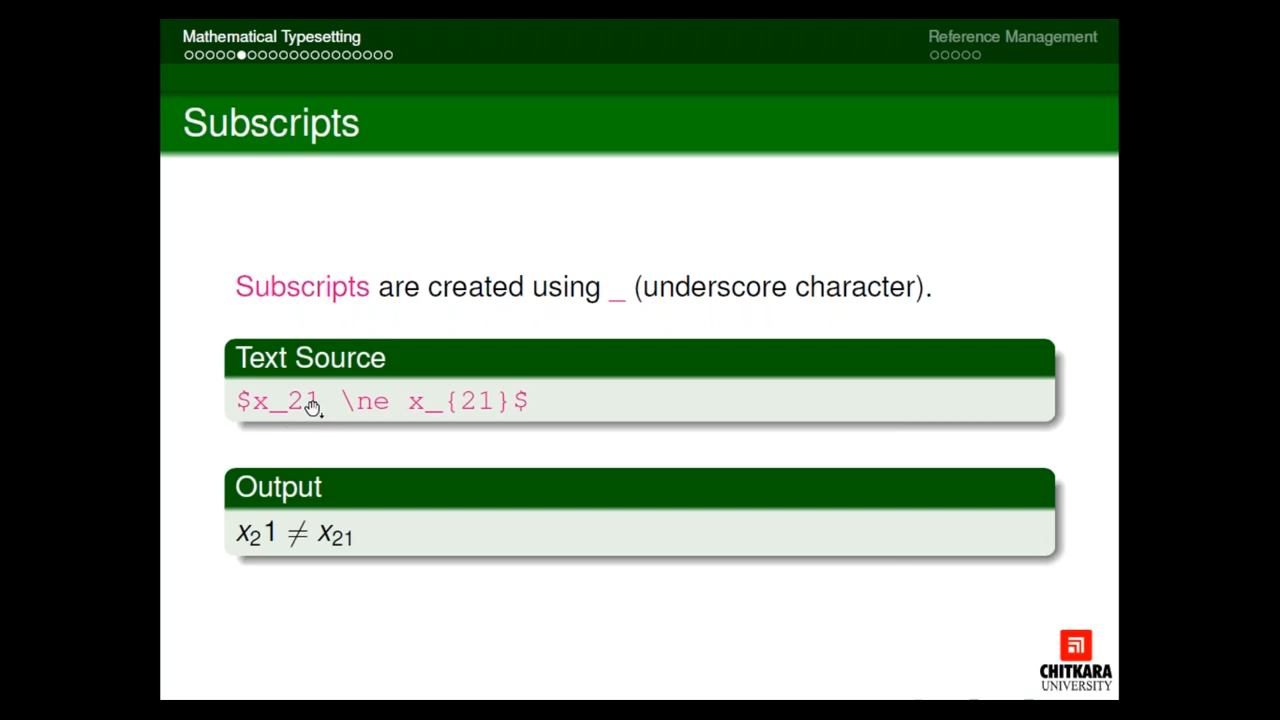 Mathematical Typesetting
Reference Management
Subscripts
Subscripts are created using _ (underscore character).
Text Source
$x_21 \ne x_{21}$
Output
x₂1 ≠ x₂₁
CHITKARA
UNIVERSITY